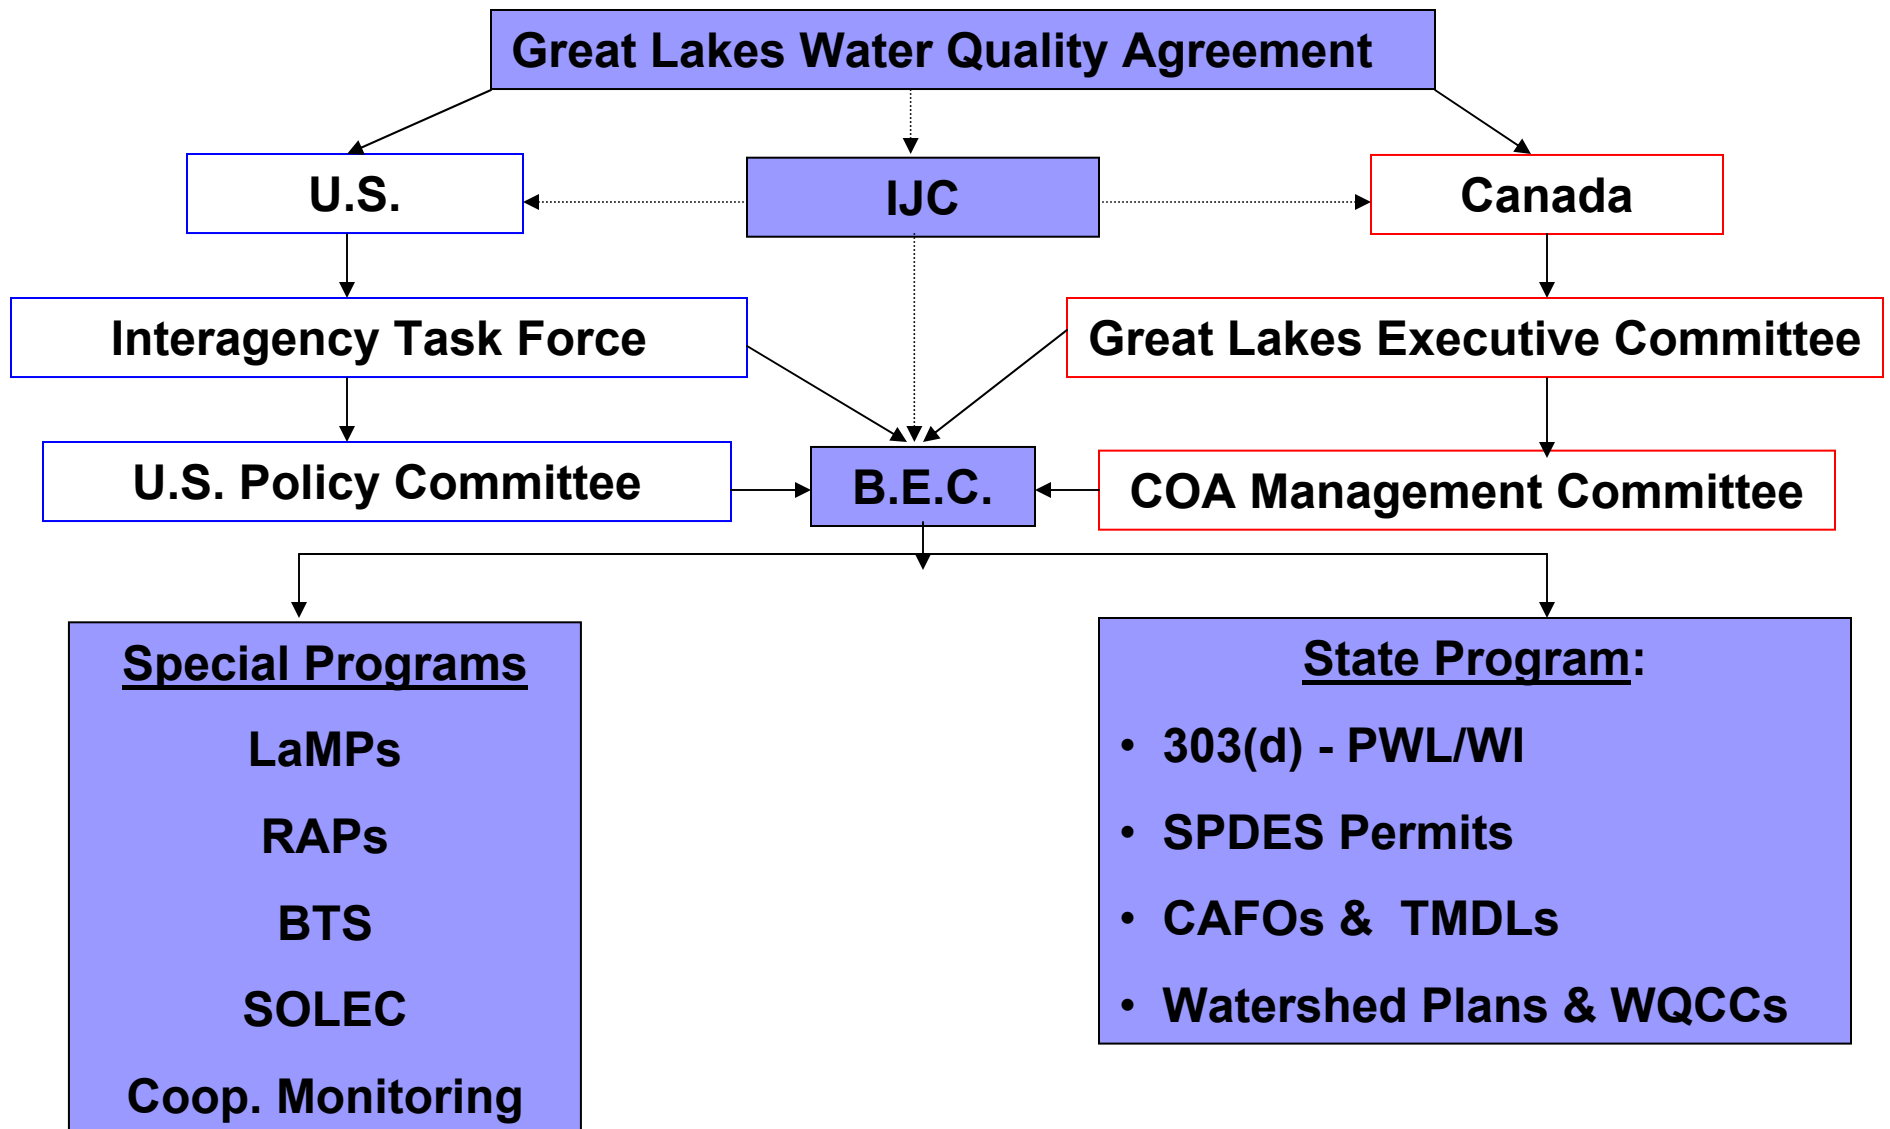 Great Lakes Water Quality Agreement
U.S.
IJC
Canada
Interagency Task Force
Great Lakes Executive Committee
U.S. Policy Committee
B.E.C.
COA Management Committee
Special Programs
LaMPs
RAPs
BTS
SOLEC
Coop. Monitoring
State Program:
• 303(d) - PWL/WI
• SPDES Permits
• CAFOs & TMDLs
• Watershed Plans & WQCCs